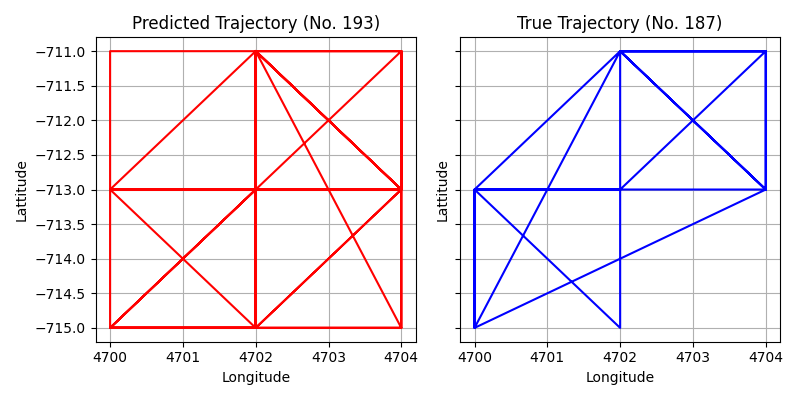 Predicted Trajectory (No. 193)
True Trajectory (No. 187)
Lattitude
−711.0
−711.5
−712.0
−712.5
−713.0
−713.5
−714.0
−714.5
−715.0
4700 4701 4702 4703 4704
Longitude
Lattitude
4700 4701 4702 4703 4704
Longitude